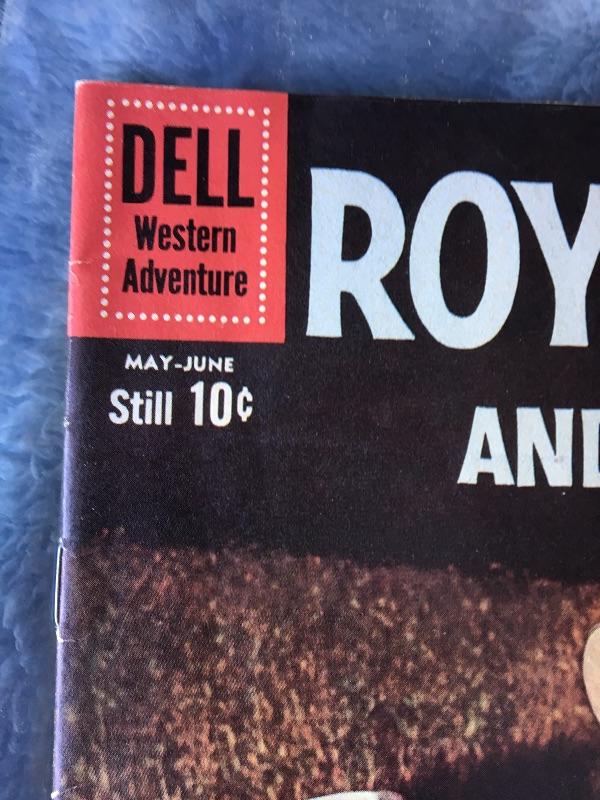 DELL
Western
Adventure
MAY-JUNE
Still 10¢
ROY
AND